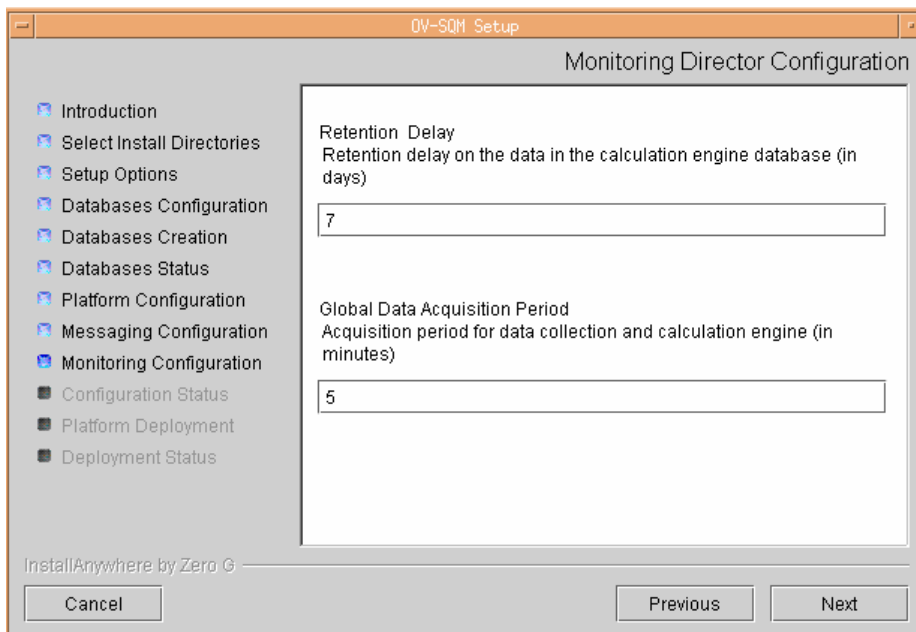 OV-SQM Setup
Monitoring Director Configuration
Introduction
Select Install Directories
Setup Options
Databases Configuration
Databases Creation
Databases Status
Platform Configuration
Messaging Configuration
Monitoring Configuration
Configuration Status
Platform Deployment
Deployment Status
Retention Delay
Retention delay on the data in the calculation engine database (in
days)
7
Global Data Acquisition Period
Acquisition period for data collection and calculation engine (in
minutes)
5
InstallAnywhere by Zero G
Cancel
Previous
Next